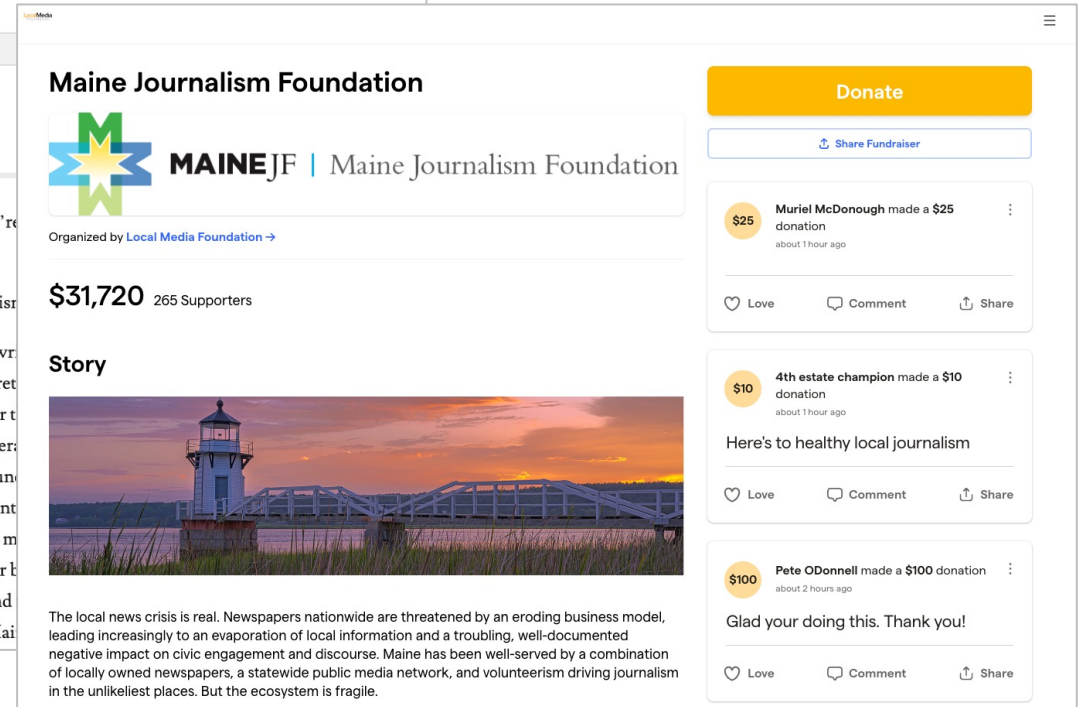 LocalMedia
Maine Journalism Foundation
MAINEJF | Maine Journalism Foundation
Organized by Local Media Foundation →
$31,720 265 Supporters
Story
The local news crisis is real. Newspapers nationwide are threatened by an eroding business model,
leading increasingly to an evaporation of local information and a troubling, well-documented
negative impact on civic engagement and discourse. Maine has been well-served by a combination
of locally owned newspapers, a statewide public media network, and volunteerism driving journalism
in the unlikeliest places. But the ecosystem is fragile.
Donate
Share Fundraiser
$25
Muriel McDonough made a $25
donation
about 1 hour ago
Love Comment Share
$10
4th estate champion made a $10
donation
about 1 hour ago
Here's to healthy local journalism
Love Comment Share
$100
Pete ODonnell made a $100 donation
about 2 hours ago
Glad your doing this. Thank you!
Love Comment Share